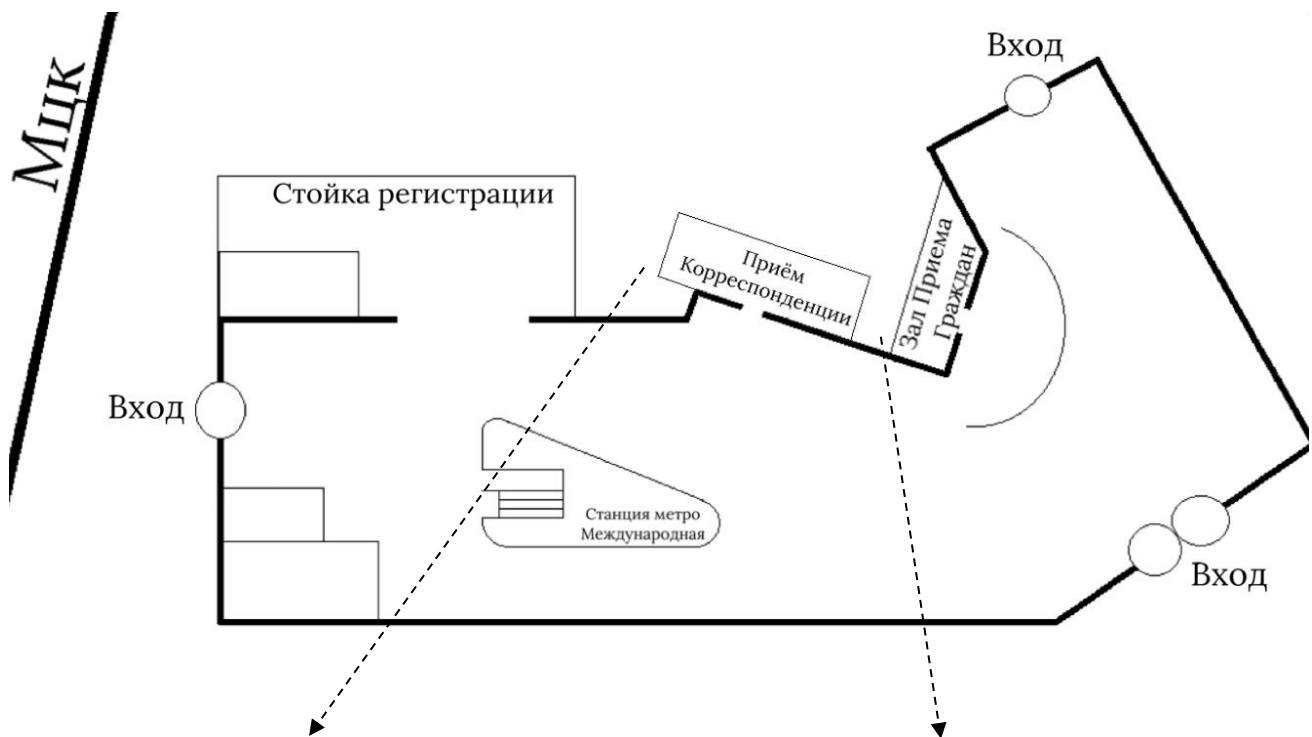 Вход
Мцк
Стойка регистрации
Приём
Корреспонденции
Зал Приема
Граждан
Вход
Станция метро
Международная
Вход